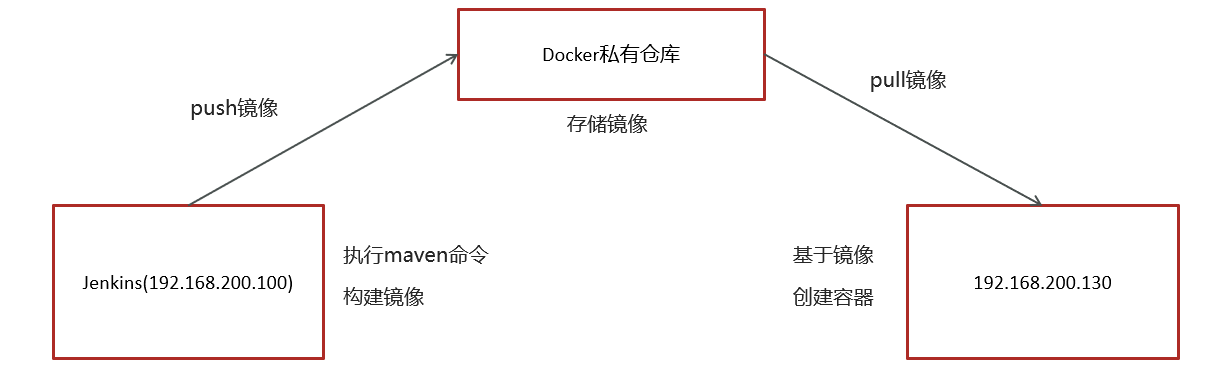 Docker私有仓库
push镜像
pull镜像
存储镜像
Jenkins(192.168.200.100)
执行maven命令
构建镜像
基于镜像
创建容器
192.168.200.130